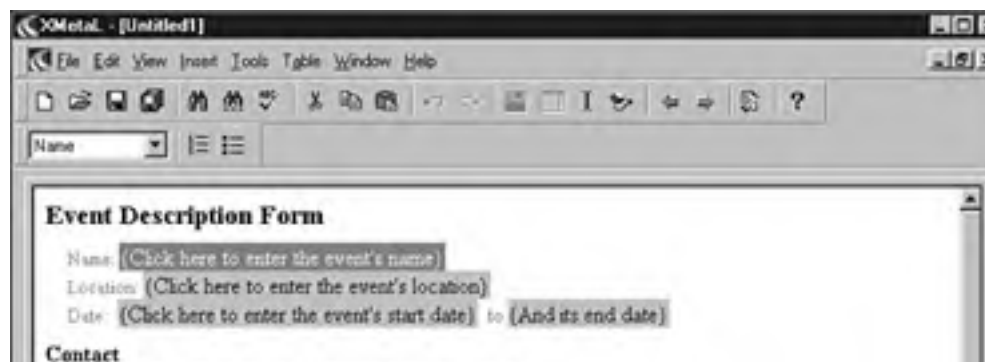 XMetaL - [Untitled1]
File Edit View Insert Tools Table Window Help
?
Name
Event Description Form
Name: {Click here to enter the event's name}
Location: {Click here to enter the event's location}
Date: {Click here to enter the event's start date} to {And its end date}
Contact